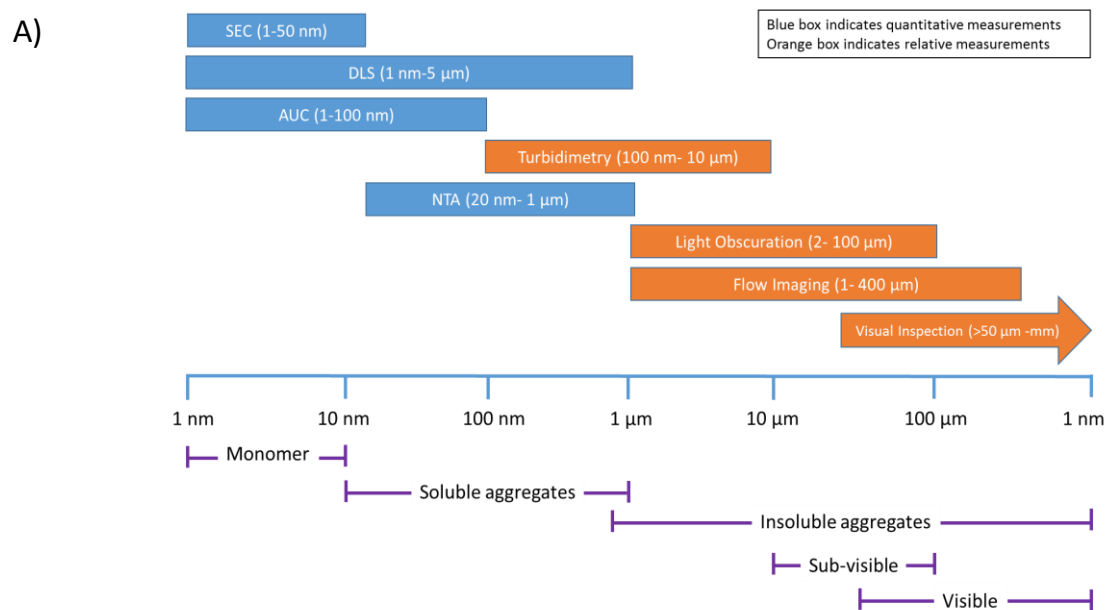 A)
Blue box indicates quantitative measurements
Orange box indicates relative measurements
SEC (1-50 nm)
DLS (1 nm-5 µm)
AUC (1-100 nm)
Turbidimetry (100 nm- 10 µm)
NTA (20 nm- 1 µm)
Light Obscuration (2- 100 µm)
Flow Imaging (1- 400 µm)
Visual Inspection (>50 µm -mm)
1 nm 10 nm 100 nm 1 µm 10 µm 100 µm 1 nm
Monomer
Soluble aggregates
Insoluble aggregates
Sub-visible
Visible